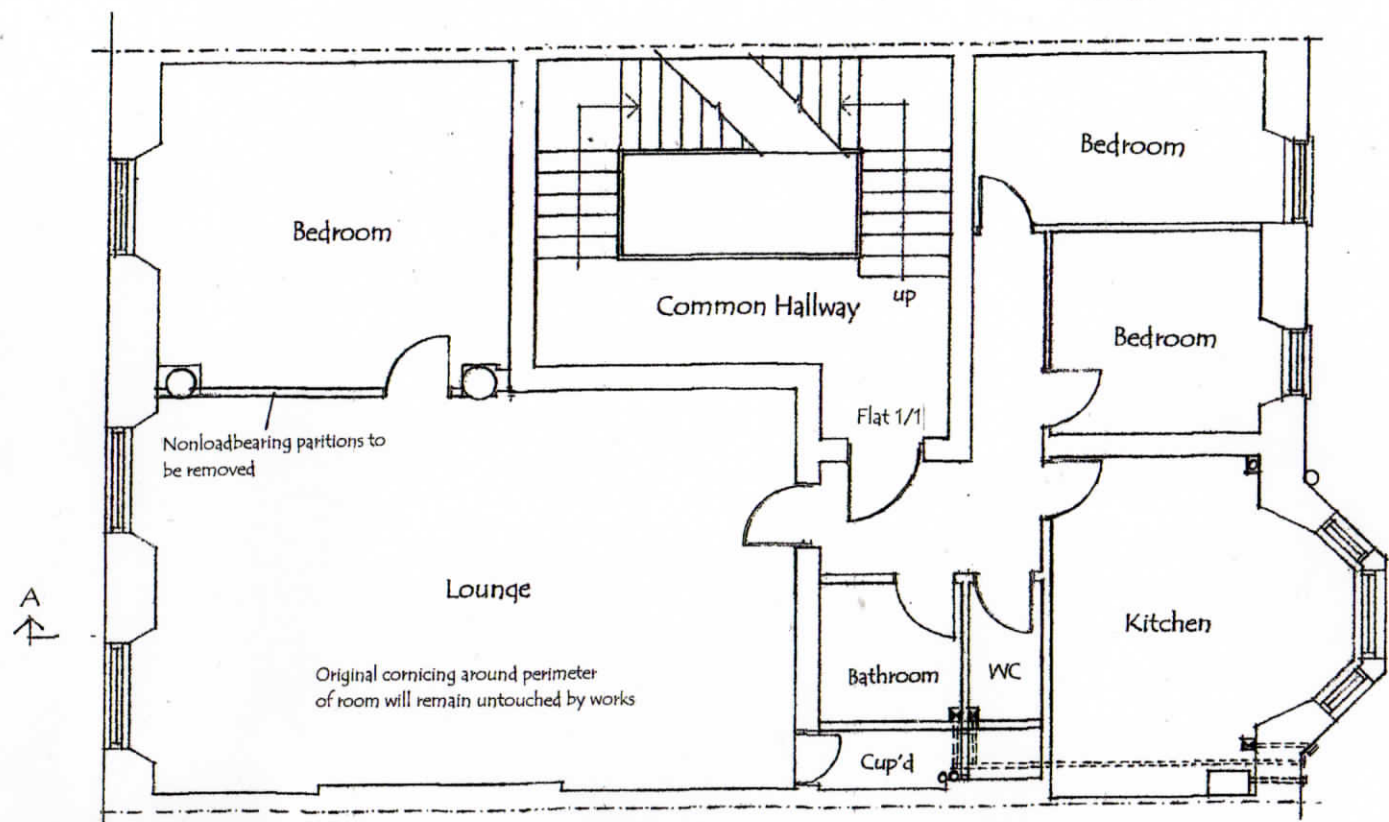 Bedroom
Bedroom
Bedroom
Common Hallway
up
Flat 1/1
Nonloadbearing paritions to
be removed
A
Lounge
Kitchen
Original cornicing around perimeter
of room will remain untouched by works
Bathroom
WC
Cup'd